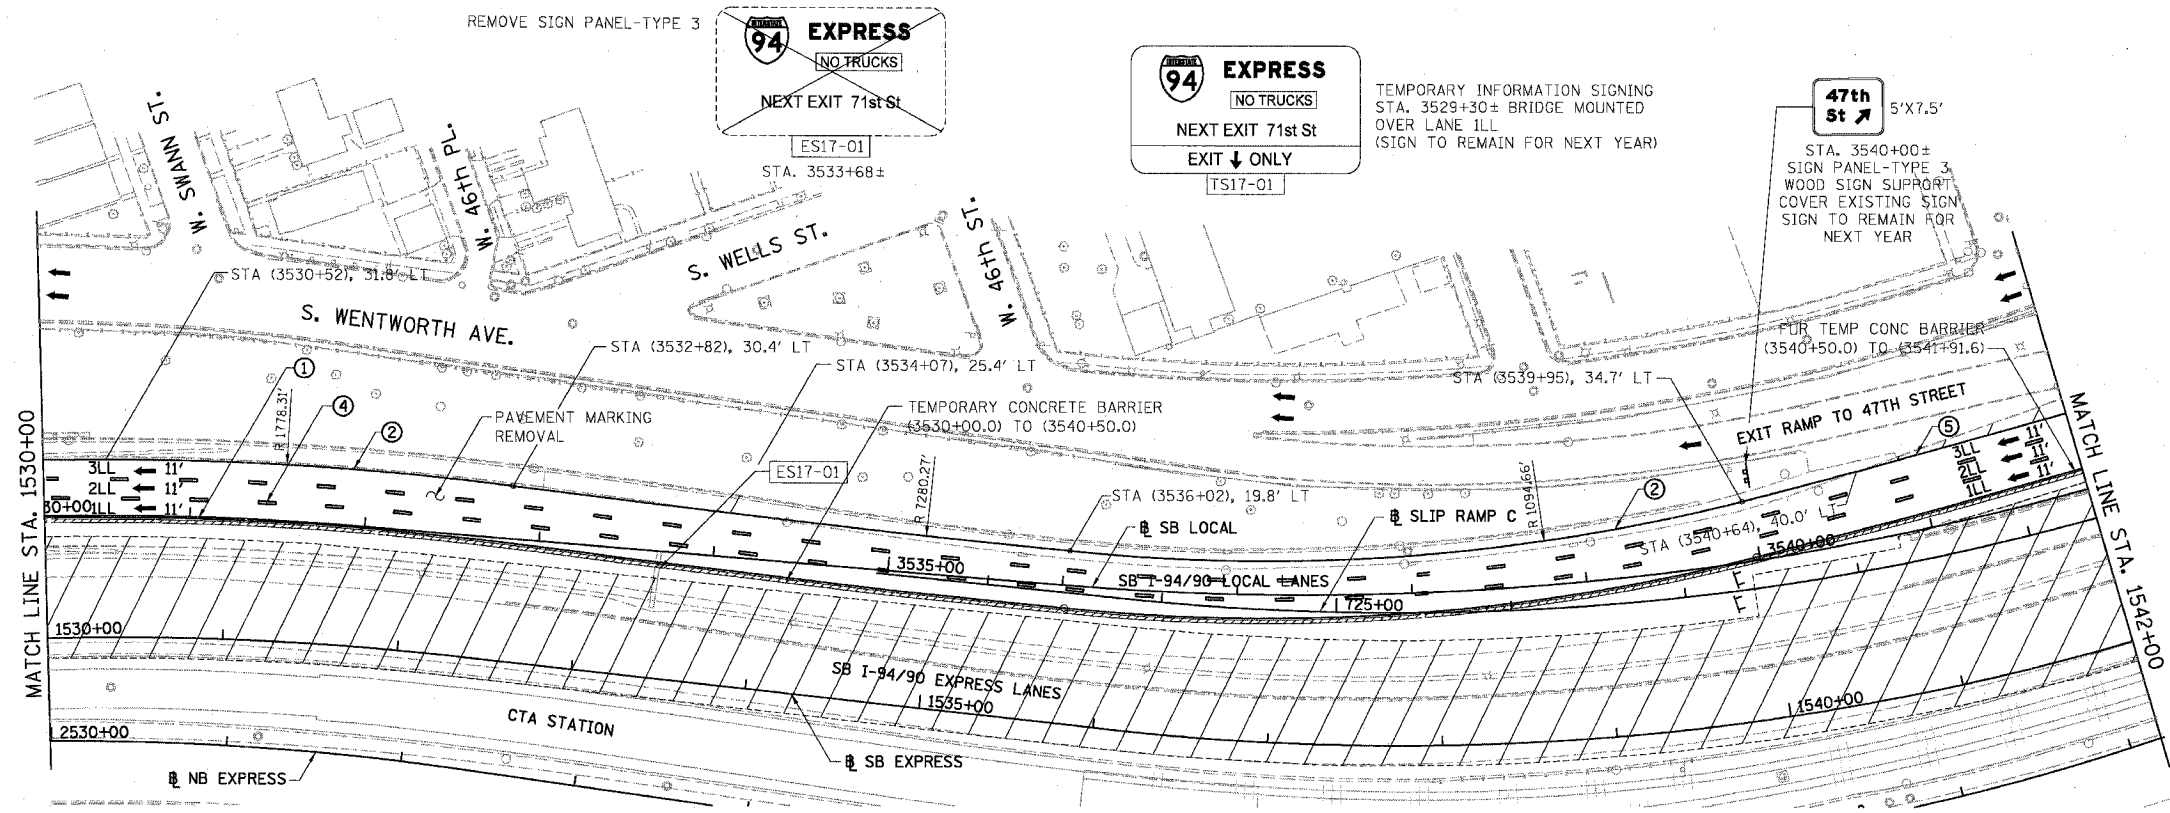 REMOVE SIGN PANEL-TYPE 3
INTERSTATE
94
EXPRESS
NO TRUCKS
NEXT EXIT 71st St
ES17-01
STA. 3533+68±
INTERSTATE
94
EXPRESS
NO TRUCKS
NEXT EXIT 71st St
EXIT ↓ ONLY
TS17-01
TEMPORARY INFORMATION SIGNING
STA. 3529+30± BRIDGE MOUNTED
OVER LANE 1LL
(SIGN TO REMAIN FOR NEXT YEAR)
47th
St ↗
5'X7.5'
STA. 3540+00±
SIGN PANEL-TYPE 3
WOOD SIGN SUPPORT
COVER EXISTING SIGN
SIGN TO REMAIN FOR
NEXT YEAR
W. SWANN ST.
W. 46th PL.
S. WELLS ST.
W. 46th ST.
STA (3530+52), 31.8' LT
S. WENTWORTH AVE.
STA (3532+82), 30.4' LT
STA (3534+07), 25.4' LT
FUR TEMP CONC BARRIER
(3540+50.0) TO (3541+91.6)
STA (3539+95), 34.7' LT
1
R 1778.31'
4
2
PAVEMENT MARKING
REMOVAL
TEMPORARY CONCRETE BARRIER
(3530+00.0) TO (3540+50.0)
EXIT RAMP TO 47TH STREET
5
ES17-01
R 7280.27'
STA (3536+02), 19.8' LT
R 1094.66'
2
℄ SB LOCAL
℄ SLIP RAMP C
STA (3540+64), 40.0' LT
3LL 11'
2LL 11'
1LL 11'
3LL 11'
2LL 11'
1LL 11'
30+00
3535+00
3540+00
SB I-94/90 LOCAL LANES
725+00
MATCH LINE STA. 1530+00
MATCH LINE STA. 1542+00
1530+00
SB I-94/90 EXPRESS LANES
1535+00
1540+00
CTA STATION
2530+00
℄ NB EXPRESS
℄ SB EXPRESS